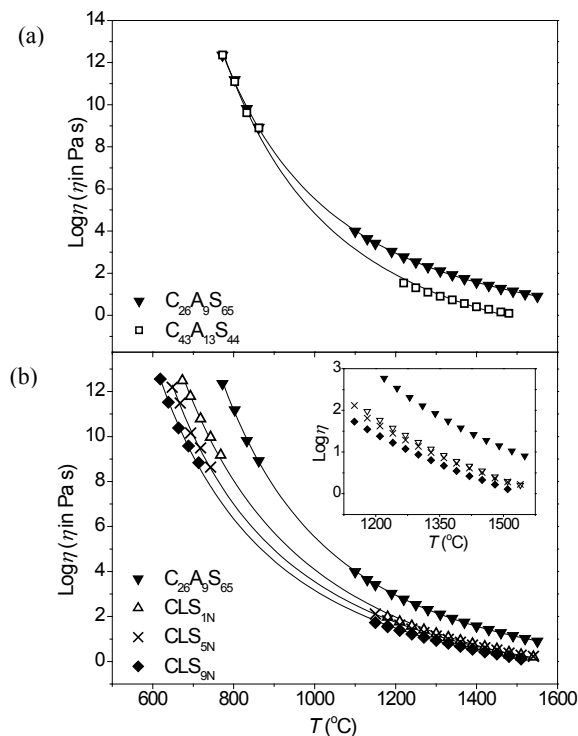 (a)
14
12
10
8
6
4
2
0
Logη (η in Pa s)
C₂₆A₉S₆₅
C₄₃A₁₃S₄₄
(b)
12
10
8
6
4
2
0
Logη (η in Pa s)
C₂₆A₉S₆₅
CLS₁N
CLS₅N
CLS₉N
3
2
1
0
Logη
1200 1350 1500
T (°C)
600 800 1000 1200 1400 1600
T (°C)